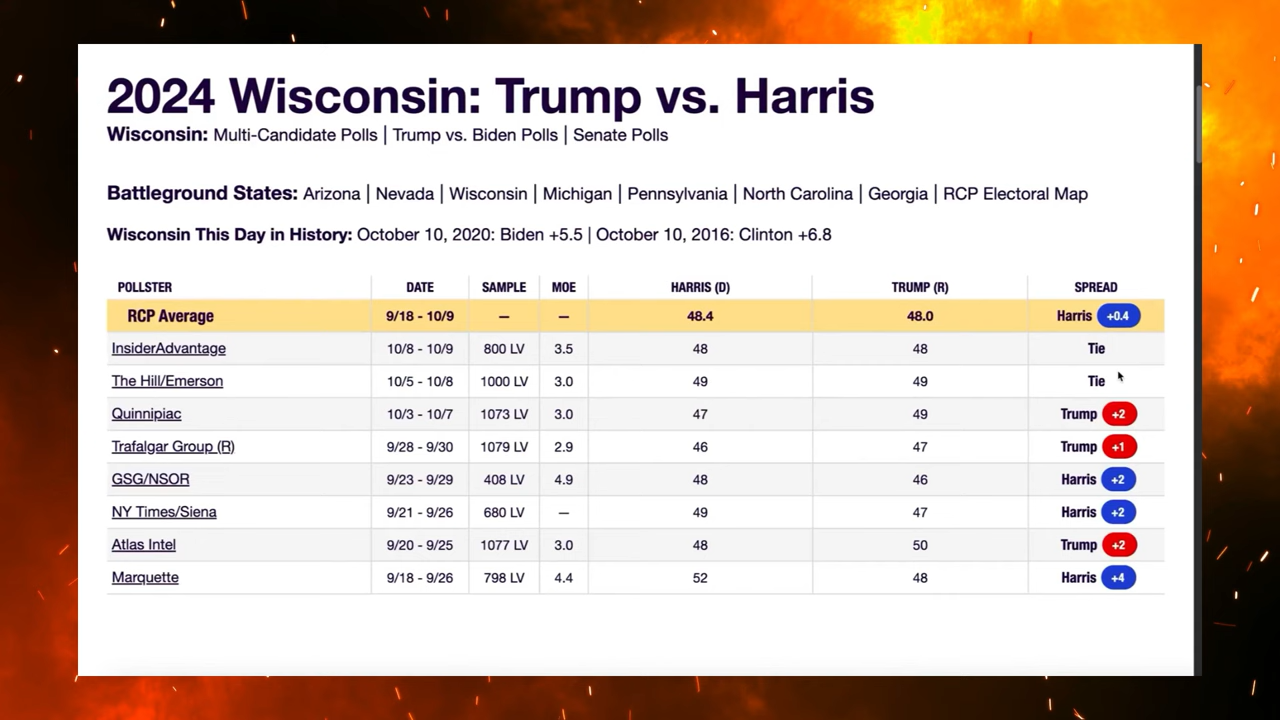 2024 Wisconsin: Trump vs. Harris
Wisconsin: Multi-Candidate Polls | Trump vs. Biden Polls | Senate Polls
Battleground States: Arizona | Nevada | Wisconsin | Michigan | Pennsylvania | North Carolina | Georgia | RCP Electoral Map
Wisconsin This Day in History: October 10, 2020: Biden +5.5 | October 10, 2016: Clinton +6.8
POLLSTER DATE SAMPLE MOE HARRIS (D) TRUMP (R) SPREAD
RCP Average 9/18 - 10/9 — — 48.4 48.0 Harris +0.4
InsiderAdvantage 10/8 - 10/9 800 LV 3.5 48 48 Tie
The Hill/Emerson 10/5 - 10/8 1000 LV 3.0 49 49 Tie
Quinnipiac 10/3 - 10/7 1073 LV 3.0 47 49 Trump +2
Trafalgar Group (R) 9/28 - 9/30 1079 LV 2.9 46 47 Trump +1
GSG/NSOR 9/23 - 9/29 408 LV 4.9 48 46 Harris +2
NY Times/Siena 9/21 - 9/26 680 LV — 49 47 Harris +2
Atlas Intel 9/20 - 9/25 1077 LV 3.0 48 50 Trump +2
Marquette 9/18 - 9/26 798 LV 4.4 52 48 Harris +4